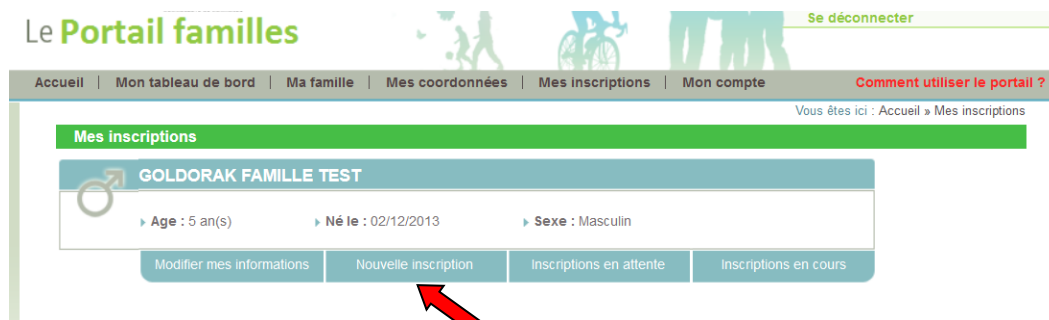 Se déconnecter
Le Portail familles
Accueil | Mon tableau de bord | Ma famille | Mes coordonnées | Mes inscriptions | Mon compte Comment utiliser le portail ?
Vous êtes ici : Accueil » Mes inscriptions
Mes inscriptions
GOLDORAK FAMILLE TEST
Age : 5 an(s) Né le : 02/12/2013 Sexe : Masculin
Modifier mes informations Nouvelle inscription Inscriptions en attente Inscriptions en cours